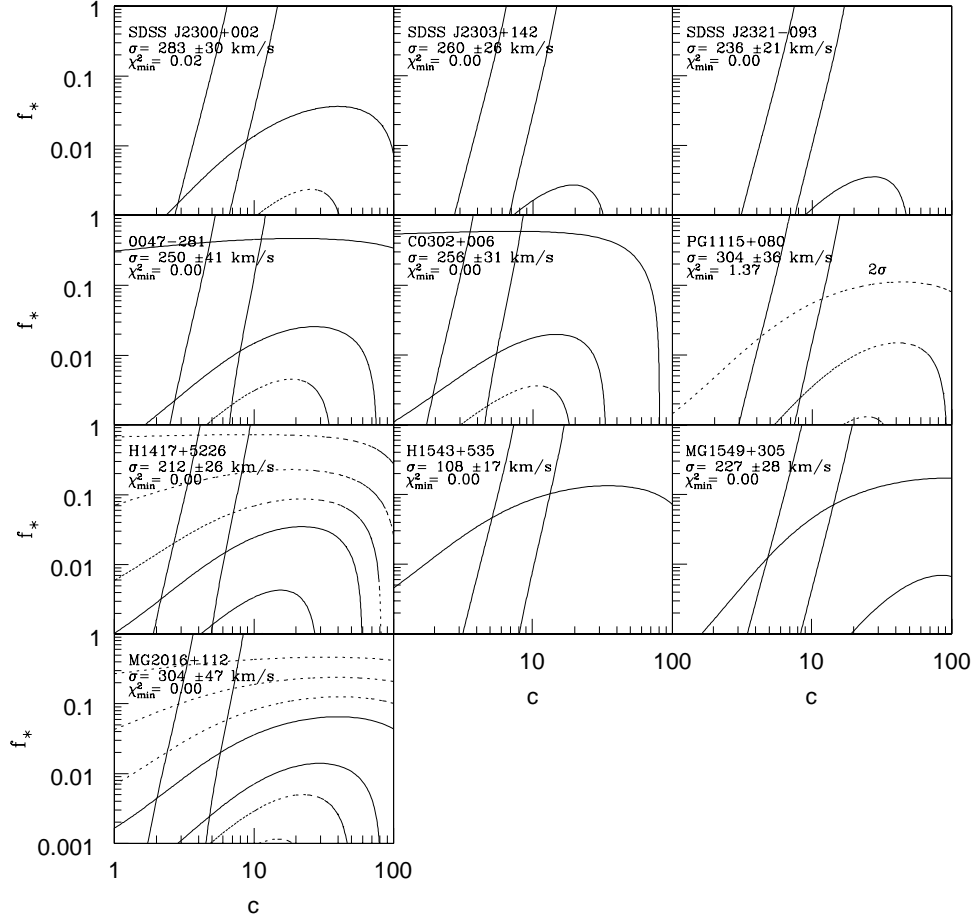 1
0.1
0.01
f*
SDSS J2300+002
σ= 283 ±30 km/s
χ²min= 0.02
SDSS J2303+142
σ= 260 ±26 km/s
χ²min= 0.00
SDSS J2321-093
σ= 236 ±21 km/s
χ²min= 0.00
1
0.1
0.01
f*
0047-281
σ= 250 ±41 km/s
χ²min= 0.00
C0302+006
σ= 256 ±31 km/s
χ²min= 0.00
PG1115+080
σ= 304 ±36 km/s
χ²min= 1.37
2σ
1
0.1
0.01
f*
H1417+5226
σ= 212 ±26 km/s
χ²min= 0.00
H1543+535
σ= 108 ±17 km/s
χ²min= 0.00
MG1549+305
σ= 227 ±28 km/s
χ²min= 0.00
10
100
c
10
100
c
1
0.1
0.01
0.001
f*
MG2016+112
σ= 304 ±47 km/s
χ²min= 0.00
1
10
100
c